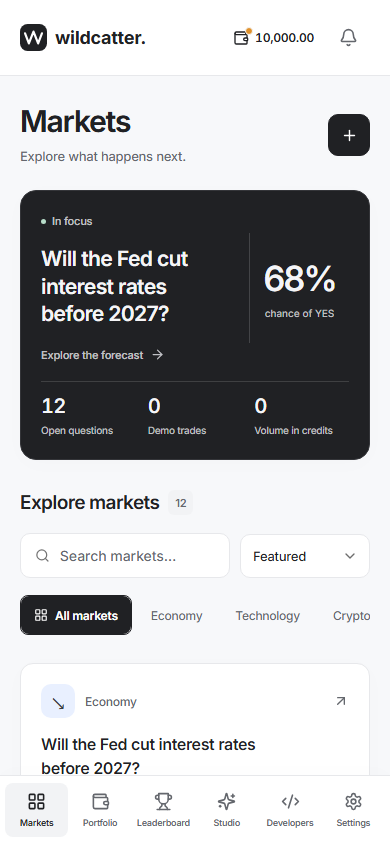 wildcatter.
10,000.00
Markets
Explore what happens next.
In focus
Will the Fed cut
interest rates
before 2027?
68%
chance of YES
Explore the forecast
12
Open questions
0
Demo trades
0
Volume in credits
Explore markets 12
Search markets...
Featured
All markets
Economy
Technology
Crypto
Economy
Will the Fed cut interest rates
before 2027?
Markets
Portfolio
Leaderboard
Studio
Developers
Settings